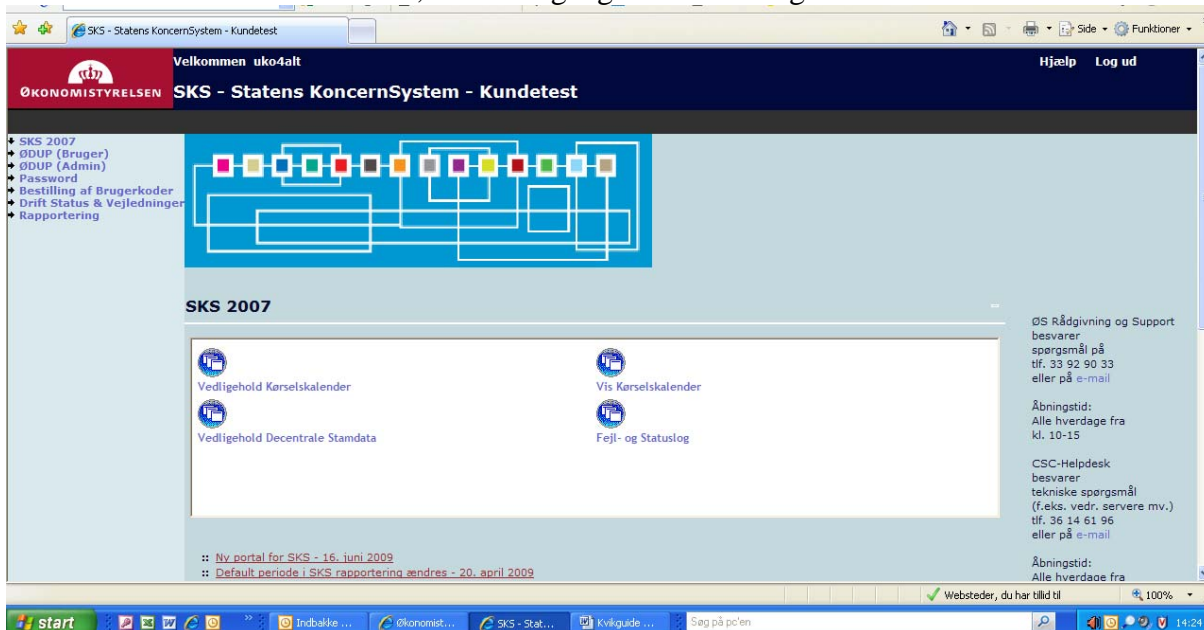 SKS - Statens KoncernSystem - Kundetest
Side
Funktioner
ØKONOMISTYRELSEN
Velkommen uko4alt
Hjælp Log ud
SKS - Statens KoncernSystem - Kundetest
SKS 2007
ØDUP (Bruger)
ØDUP (Admin)
Password
Bestilling af Brugerkoder
Drift Status & Vejledninger
Rapportering
SKS 2007
Vedligehold Kørselskalender
Vis Kørselskalender
Vedligehold Decentrale Stamdata
Fejl- og Statuslog
:: Ny portal for SKS - 16. juni 2009
:: Default periode i SKS rapportering ændres - 20. april 2009
ØS Rådgivning og Support
besvarer
spørgsmål på
tlf. 33 92 90 33
eller på e-mail
Åbningstid:
Alle hverdage fra
kl. 10-15
CSC-Helpdesk
besvarer
tekniske spørgsmål
(f.eks. vedr. servere mv.)
tlf. 36 14 61 96
eller på e-mail
Åbningstid:
Alle hverdage fra
Websteder, du har tillid til
100%
start
Indbakke ...
Økonomist...
SKS - Stat...
Kvikguide ...
Søg på pc'en
14:24